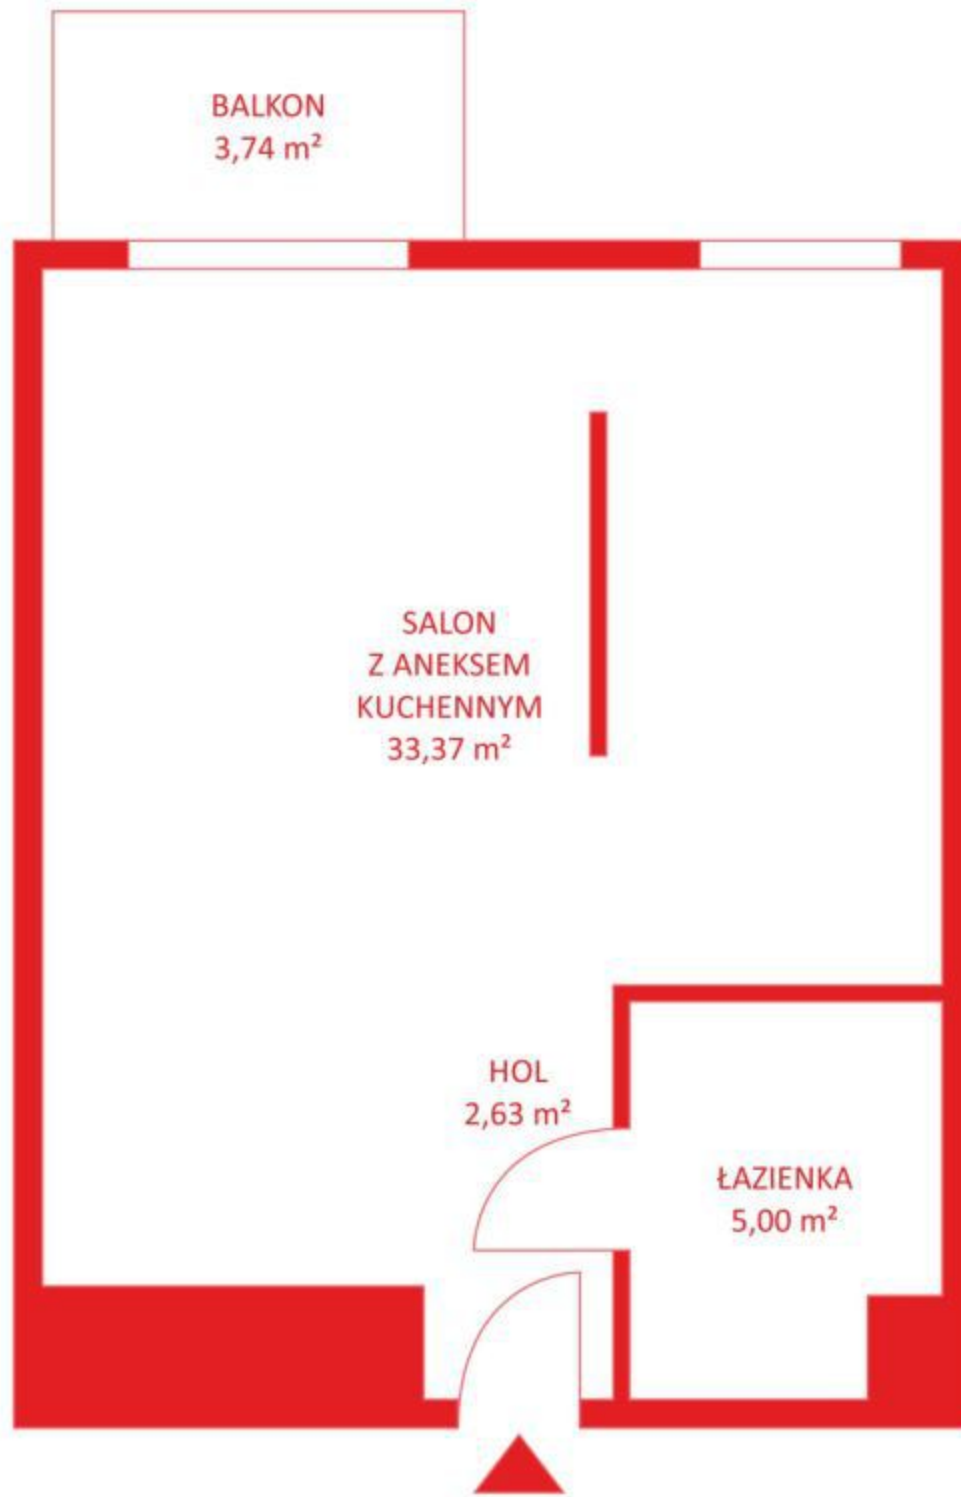 BALKON
3,74 m²
SALON
Z ANEKSEM
KUCHENNYM
33,37 m²
HOL
2,63 m²
ŁAZIENKA
5,00 m²